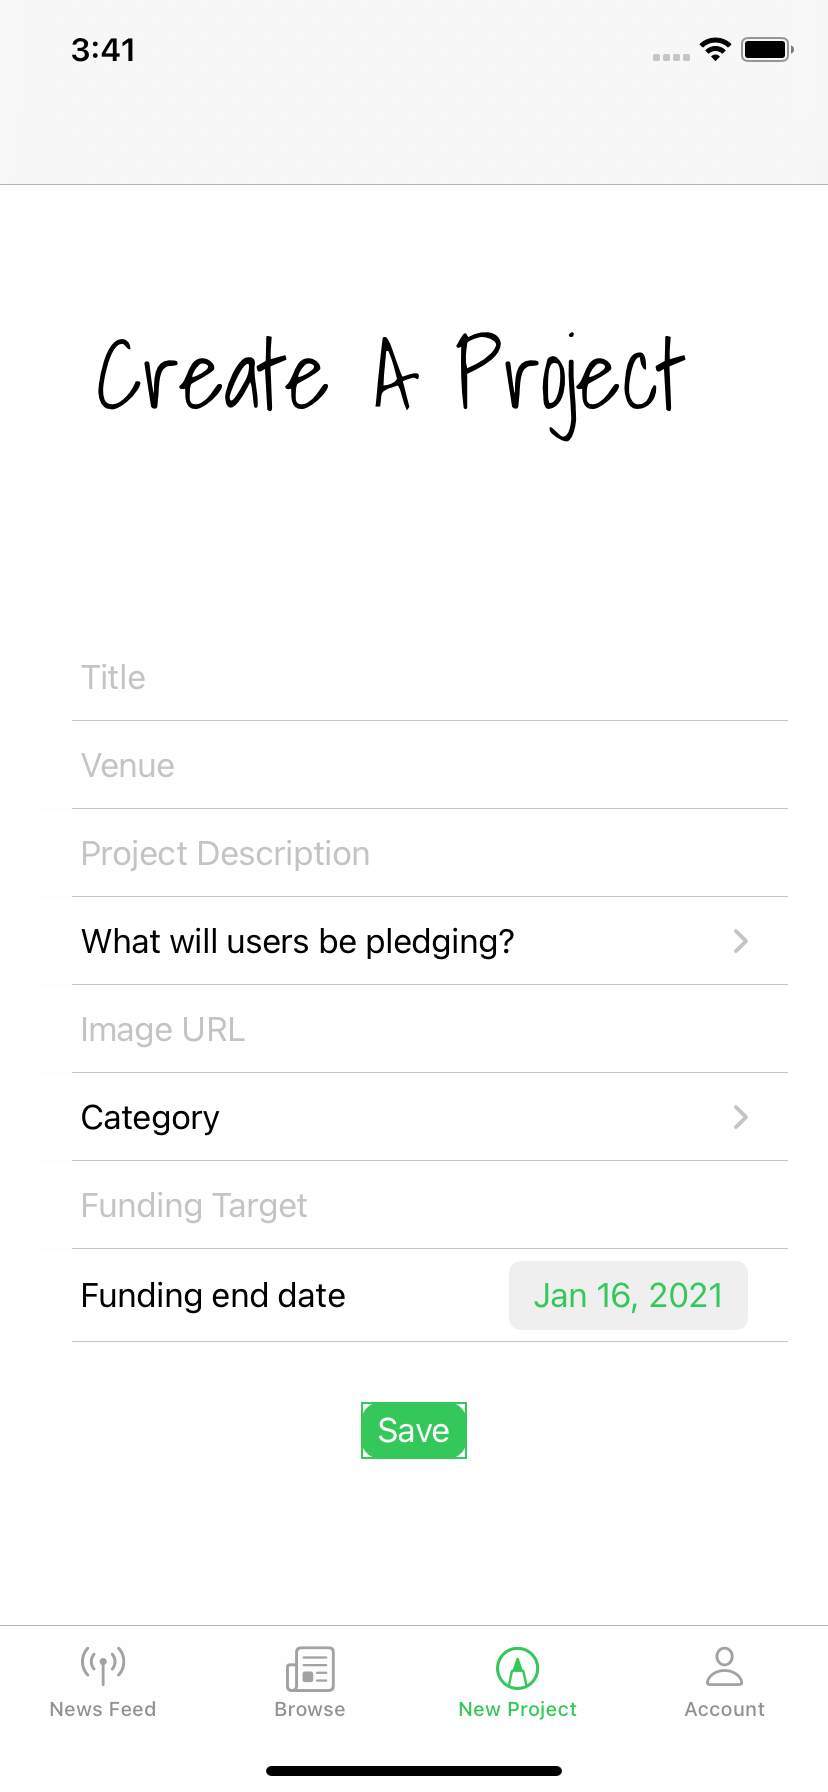 3:41
Create A Project
Title
Venue
Project Description
What will users be pledging?
Image URL
Category
Funding Target
Funding end date Jan 16, 2021
Save
News Feed Browse New Project Account